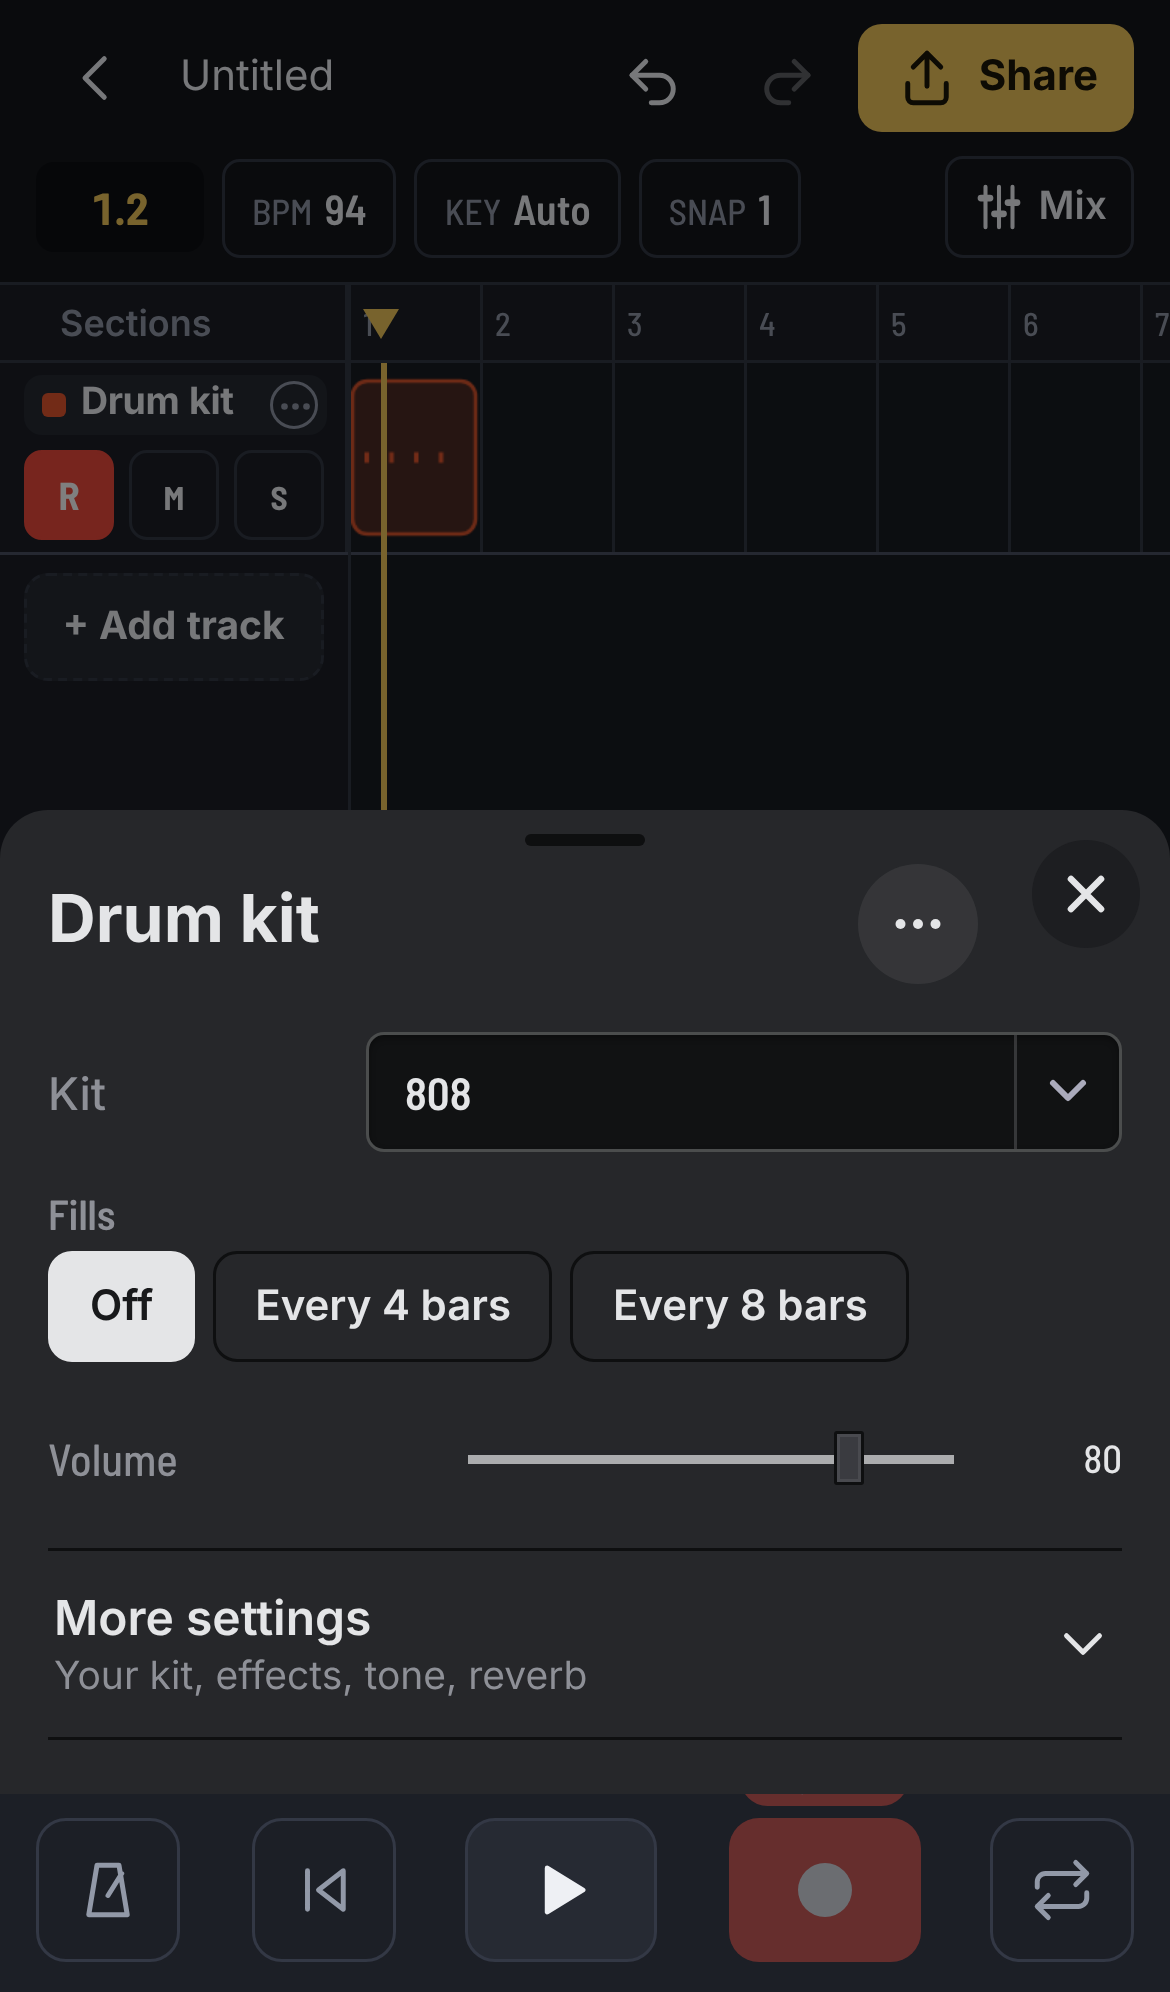 Untitled
Share
1.2
BPM 94
KEY Auto
SNAP 1
Mix
Sections
1
2
3
4
5
6
7
Drum kit
R
M
S
+ Add track
Drum kit
Kit
808
Fills
Off
Every 4 bars
Every 8 bars
Volume
80
More settings
Your kit, effects, tone, reverb